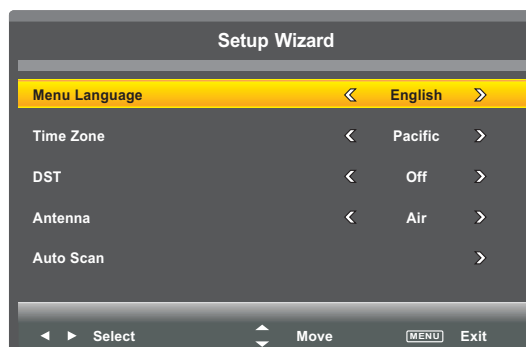 Setup Wizard
Menu Language English
Time Zone Pacific
DST Off
Antenna Air
Auto Scan
Select Move MENU Exit